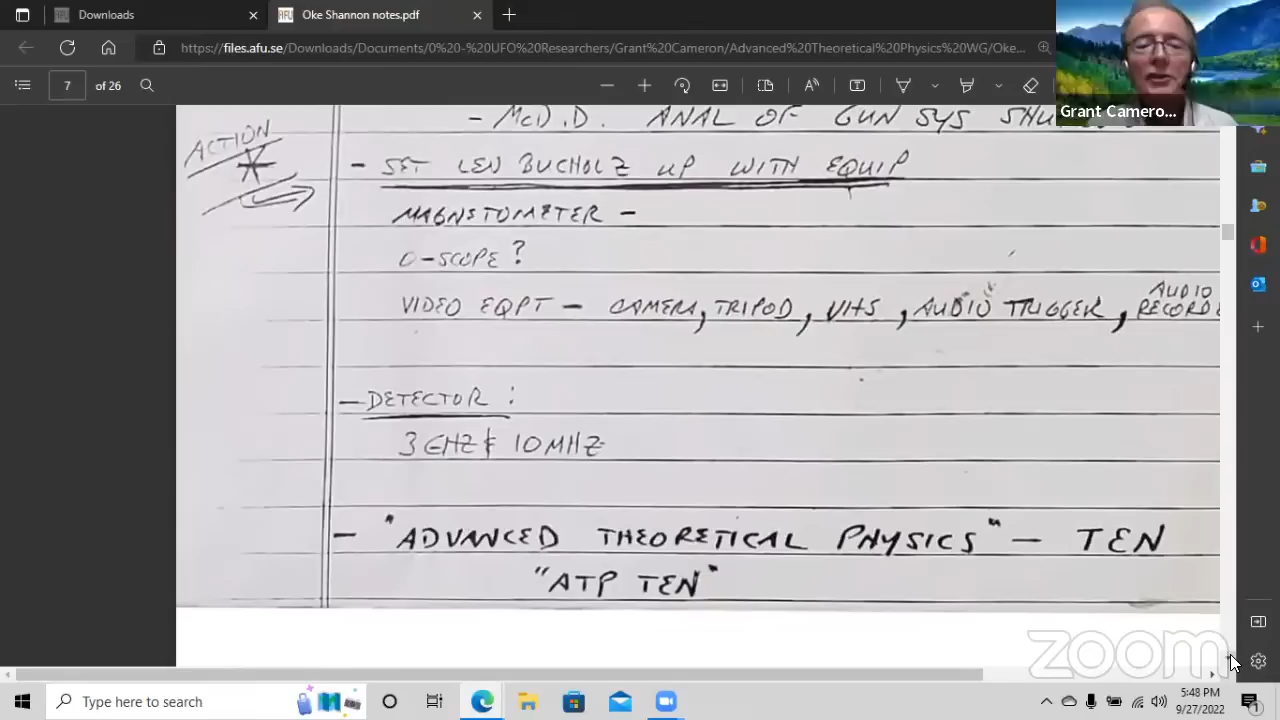 Downloads
Oke Shannon notes.pdf
https://files.afu.se/Downloads/Documents/0%20-%20UFO%20Researchers/Grant%20Cameron/Advanced%20Theoretical%20Physics%20WG/Oke...
7 of 26
Grant Camero...
- McD.D. ANAL OF GUN SYS
ACTION
- SET LEN BUCHOLZ UP WITH EQUIP
MAGNETOMETER -
O-SCOPE?
VIDEO EQPT - CAMERA, TRIPOD, VHS, AUDIO TRIGGER, AUDIO RECORD
- DETECTOR:
3 GHZ & 10 MHZ
- "ADVANCED THEORETICAL PHYSICS" - TEN
"ATP TEN"
zoom
Type here to search
5:48 PM
9/27/2022